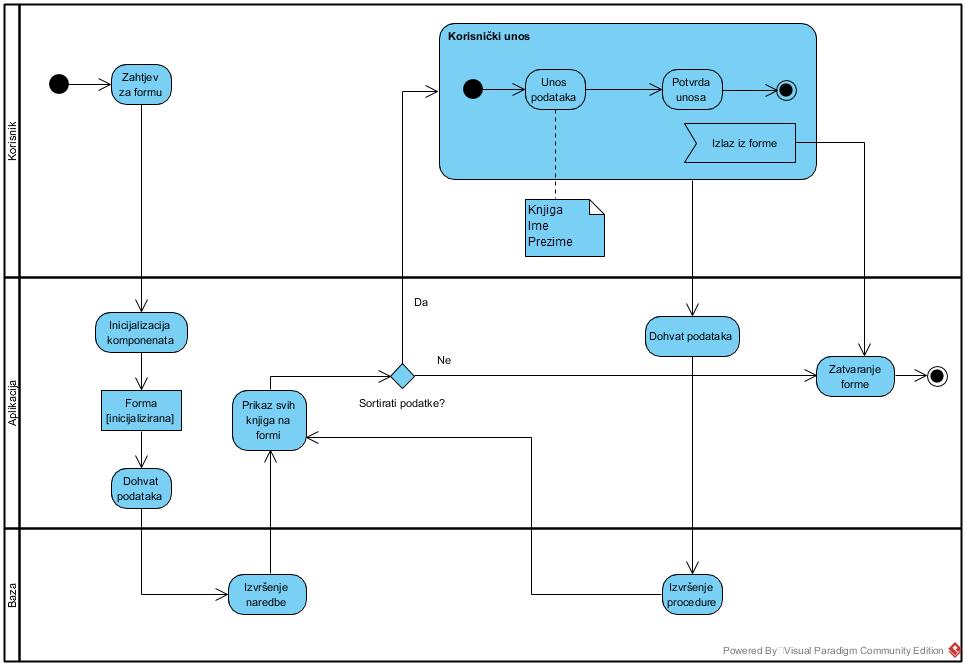 Korisnik
Zahtjev
za formu
Korisnički unos
Unos
podataka
Potvrda
unosa
Izlaz iz forme
Knjiga
Ime
Prezime
Aplikacija
Inicijalizacija
komponenata
Forma
[inicijalizirana]
Dohvat
podataka
Prikaz svih
knjiga na
formi
Da
Ne
Sortirati podatke?
Dohvat podataka
Zatvaranje
forme
Baza
Izvršenje
naredbe
Izvršenje
procedure
Powered By Visual Paradigm Community Edition